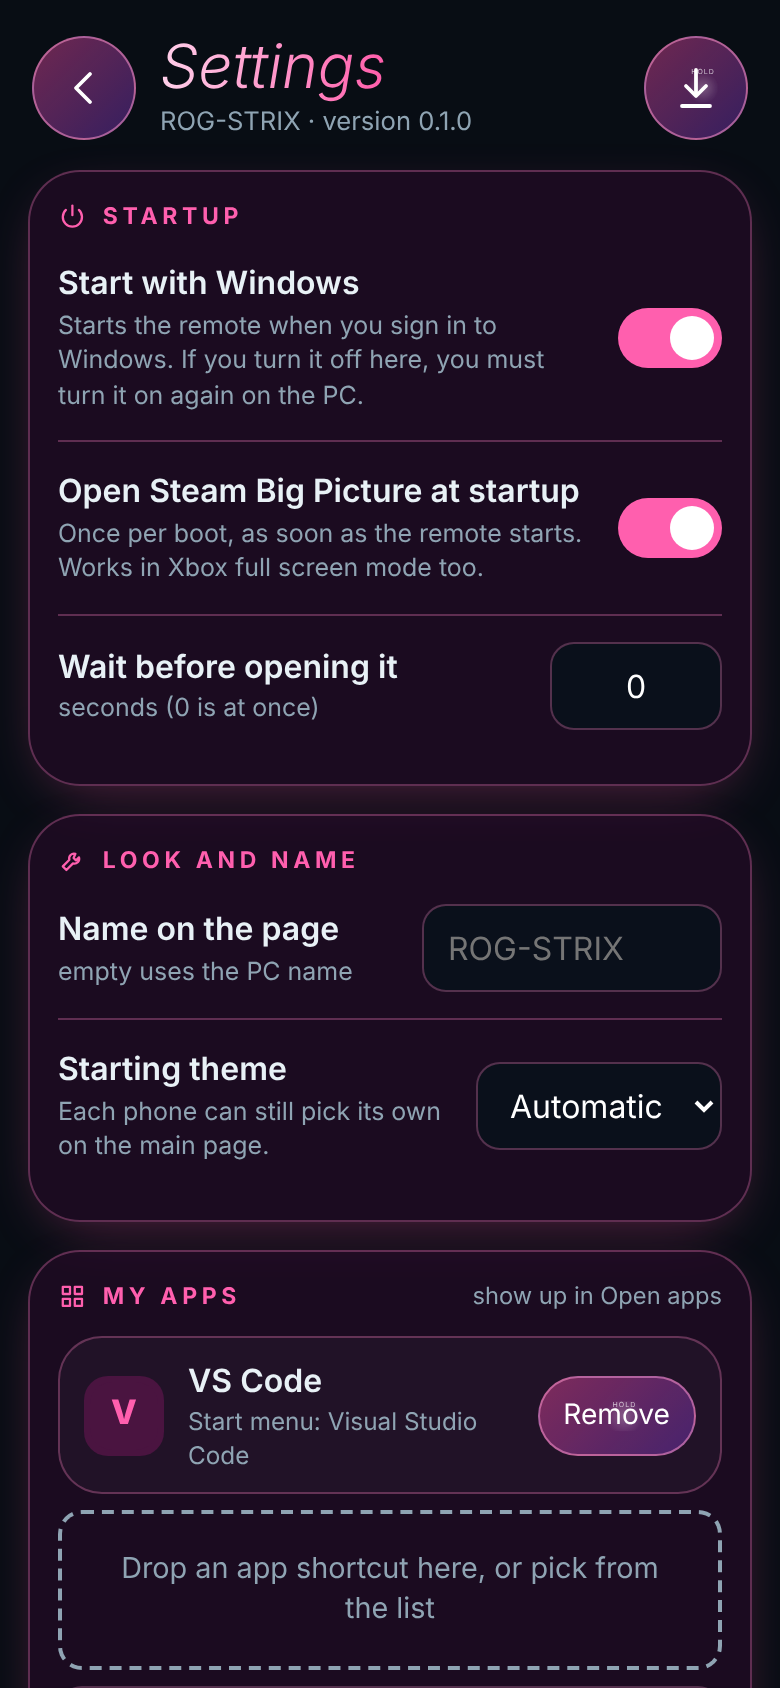 Settings
ROG-STRIX · version 0.1.0
HOLD
STARTUP
Start with Windows
Starts the remote when you sign in to
Windows. If you turn it off here, you must
turn it on again on the PC.
Open Steam Big Picture at startup
Once per boot, as soon as the remote starts.
Works in Xbox full screen mode too.
Wait before opening it
seconds (0 is at once)
0
LOOK AND NAME
Name on the page
empty uses the PC name
ROG-STRIX
Starting theme
Each phone can still pick its own
on the main page.
Automatic
MY APPS
show up in Open apps
V
VS Code
Start menu: Visual Studio
Code
HOLD
Remove
Drop an app shortcut here, or pick from
the list